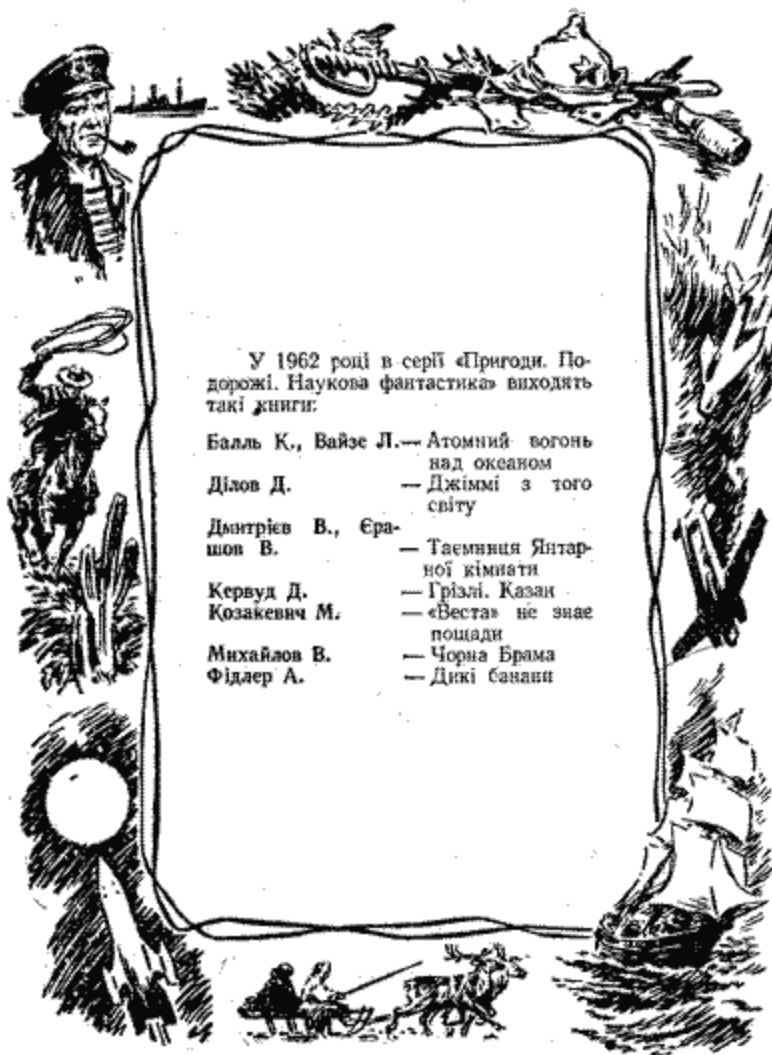 У 1962 році в серії «Пригоди. По-
дорожі. Наукова фантастика» виходять
такі книги:
Балль К., Вайзе Л. — Атомний вогонь
над океаном
Ділов Д. — Джіммі з того
світу
Дмитрієв В., Єра-
шов В. — Таємниця Янтар-
ної кімнати
Кервуд Д. — Грізлі. Казан
Козакевич М. — «Веста» не знає
пощади
Михайлов В. — Чорна Брама
Фідлер А. — Дикі банани